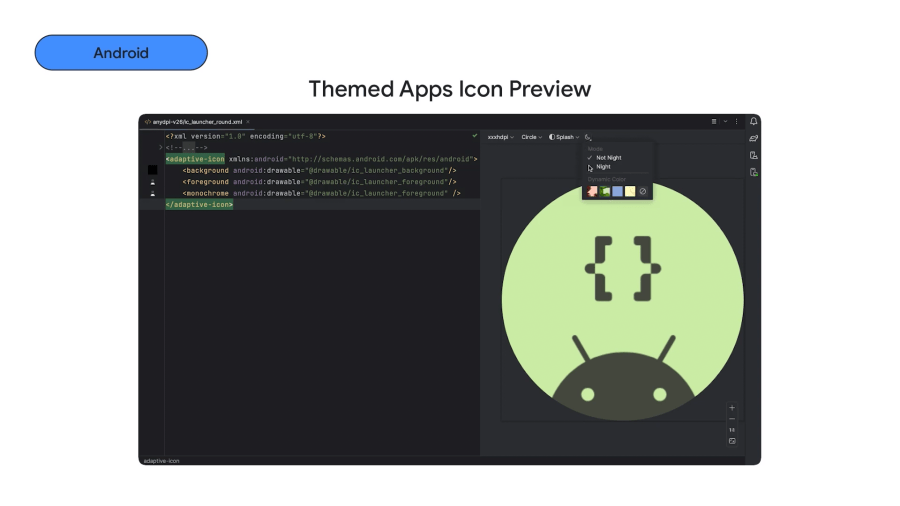 Android
Themed Apps Icon Preview
anydpi-v26/ic_launcher_round.xml
<?xml version="1.0" encoding="utf-8"?>
<!--...-->
<adaptive-icon xmlns:android="http://schemas.android.com/apk/res/android">
<background android:drawable="@drawable/ic_launcher_background"/>
<foreground android:drawable="@drawable/ic_launcher_foreground"/>
<monochrome android:drawable="@drawable/ic_launcher_foreground" />
</adaptive-icon>
adaptive-icon
xxxhdpi Circle Splash
Mode
Not Night
Night
Dynamic Color
{}
1:1